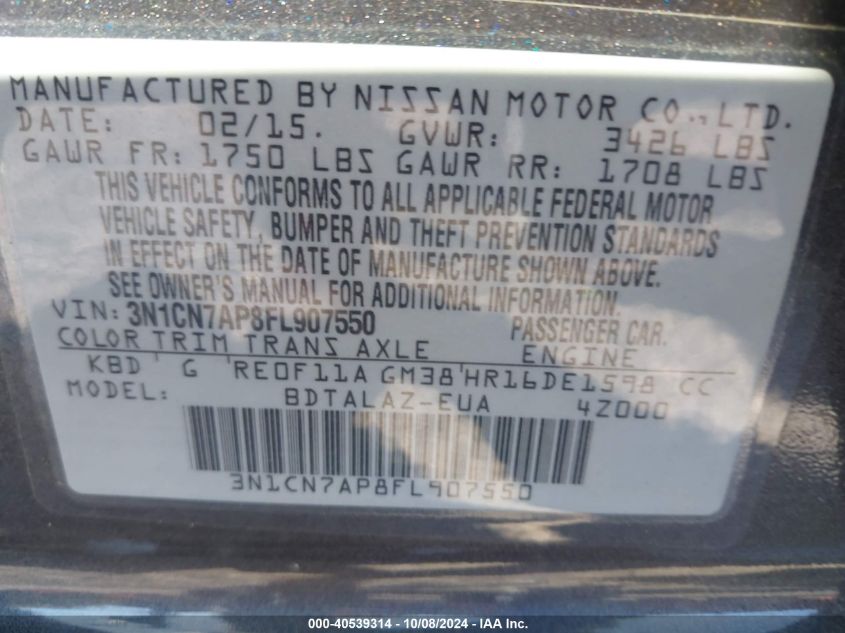 MANUFACTURED BY NISSAN MOTOR CO., LTD.
DATE: 02/15. GVWR: 3426 LBS
GAWR FR: 1750 LBS GAWR RR: 1708 LBS
THIS VEHICLE CONFORMS TO ALL APPLICABLE FEDERAL MOTOR
VEHICLE SAFETY, BUMPER AND THEFT PREVENTION STANDARDS
IN EFFECT ON THE DATE OF MANUFACTURE SHOWN ABOVE.
SEE OWNER'S MANUAL FOR ADDITIONAL INFORMATION.
VIN: 3N1CN7AP8FL907550 PASSENGER CAR.
COLOR TRIM TRANS AXLE ENGINE
KBD ' G 'RE0F11A GM38'HR16DE1598 CC
MODEL: BDTALAZ-EUA 4Z000
3N1CN7AP8FL907550
000-40539314 - 10/08/2024 - IAA Inc.